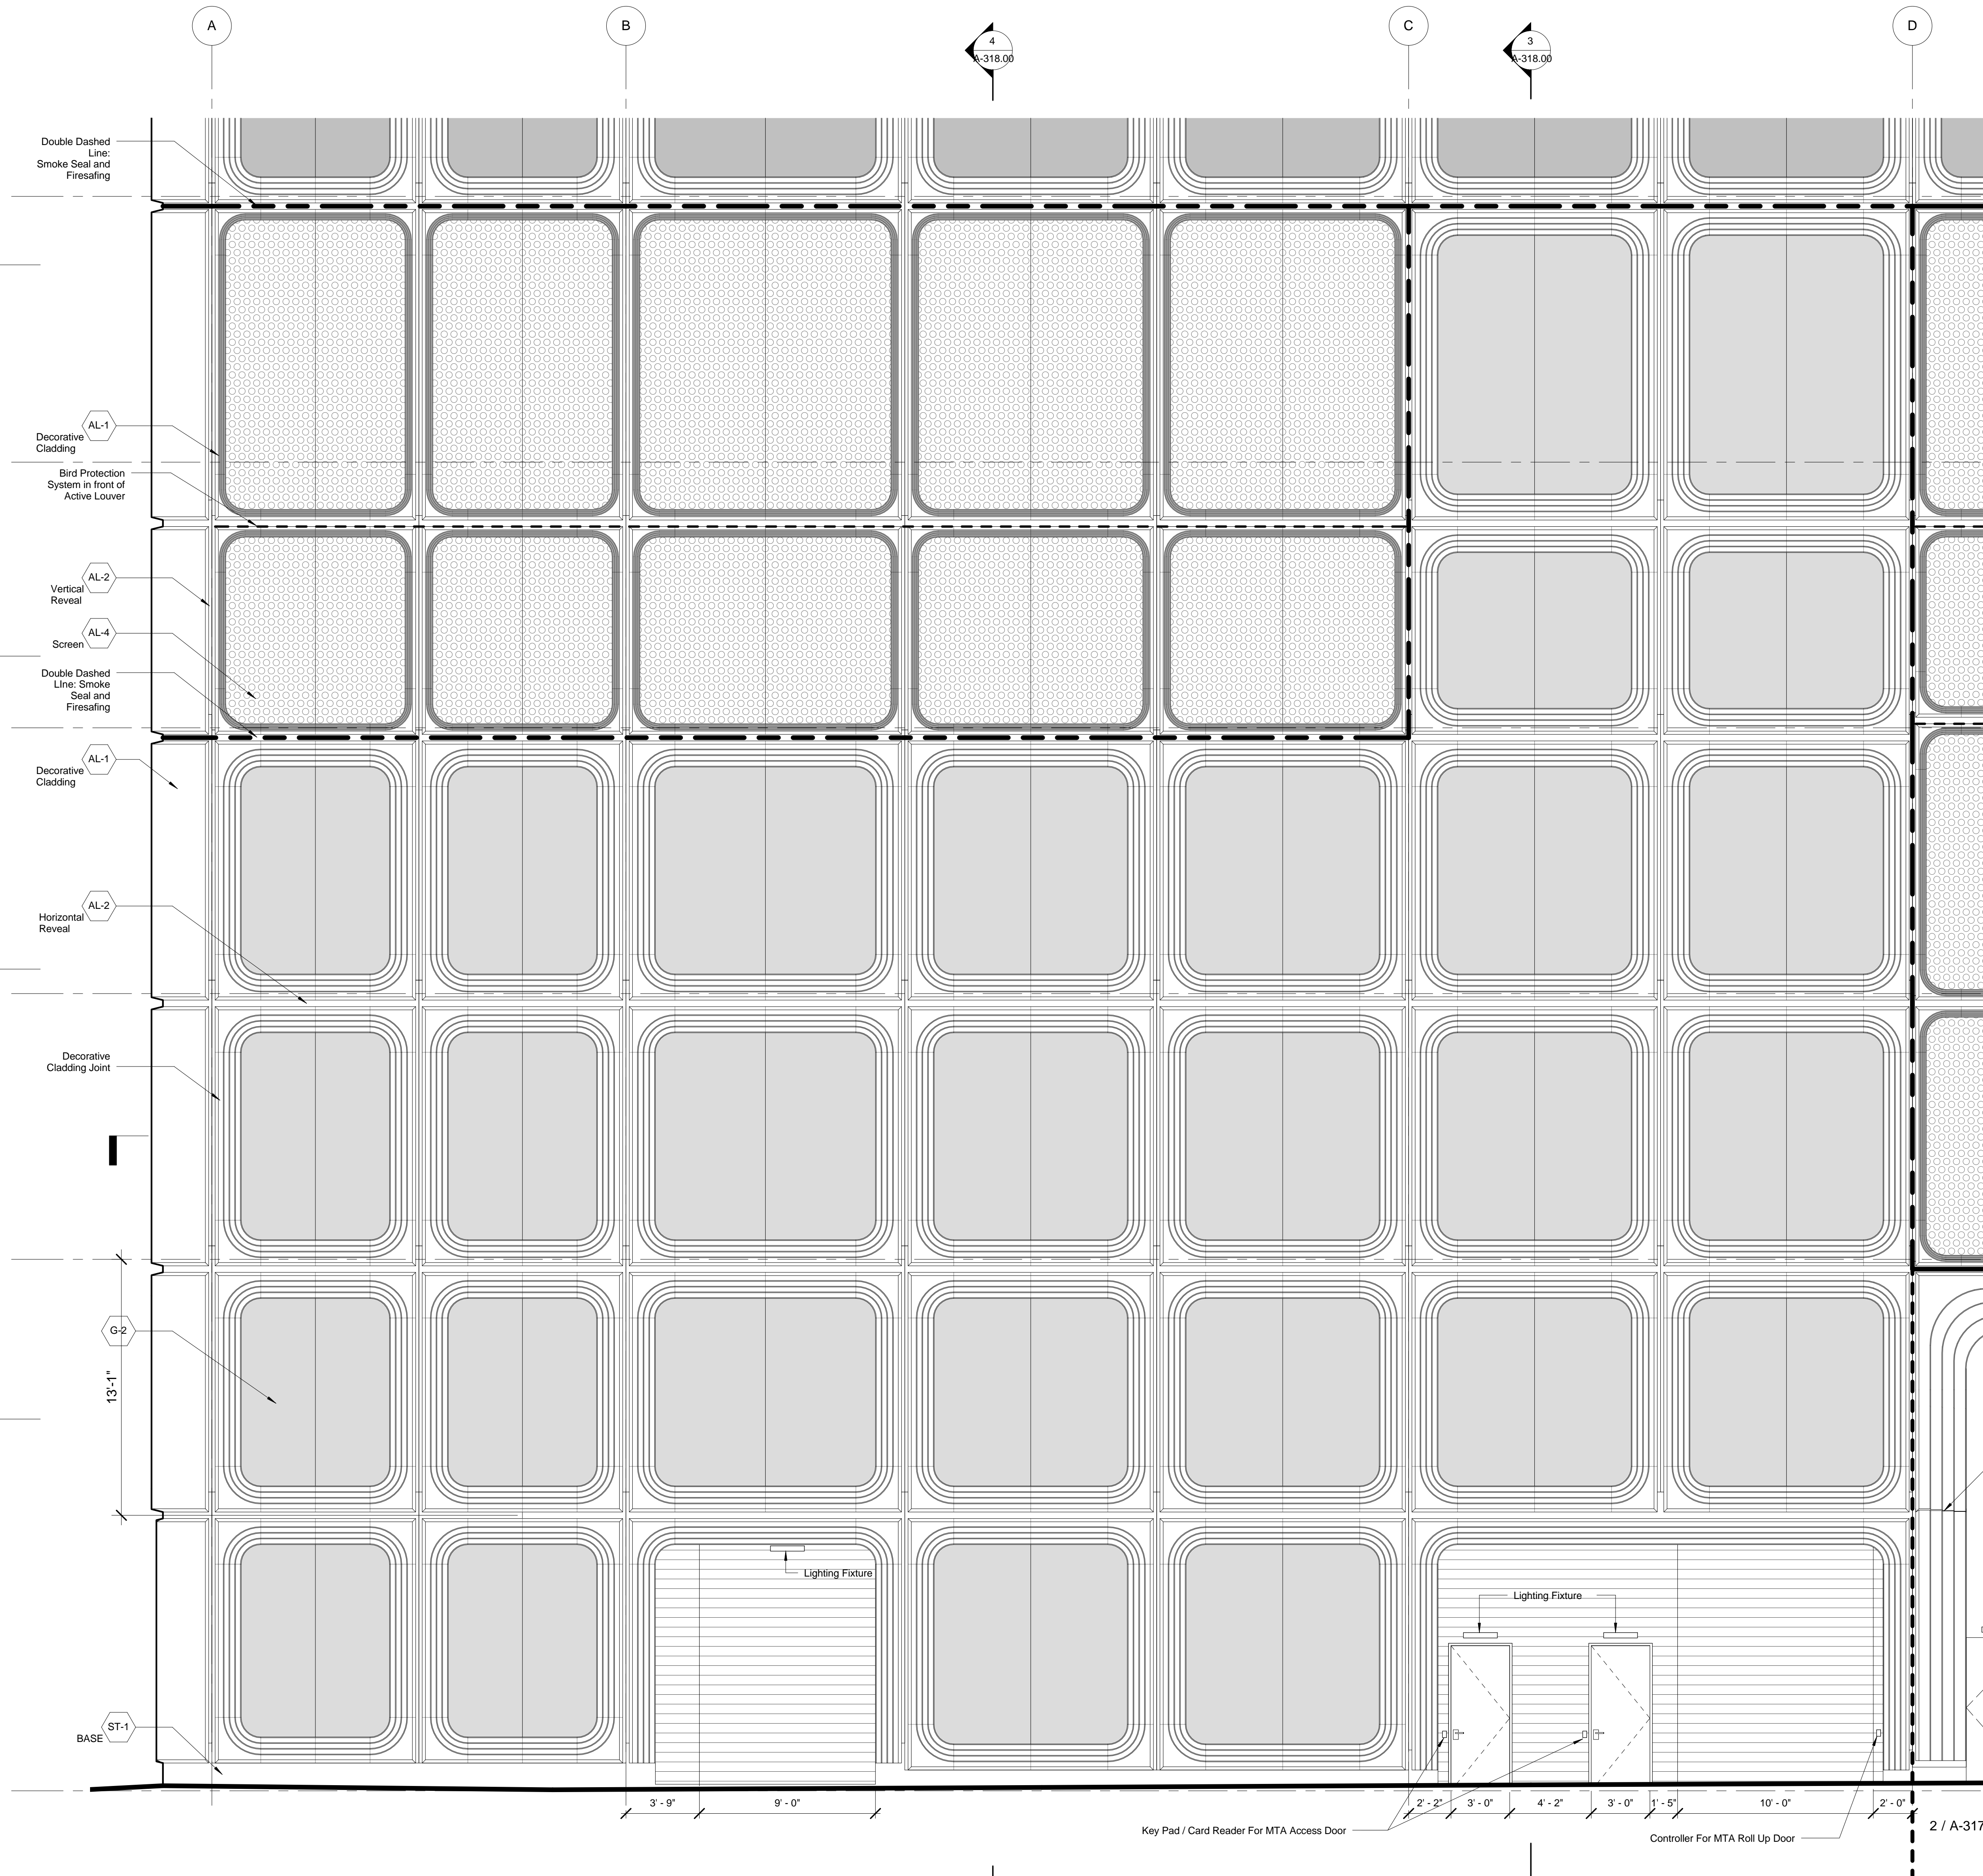 A
B
4
A-318.00
C
3
A-318.00
D
Double Dashed
Line:
Smoke Seal and
Firesafing
AL-1
Decorative
Cladding
Bird Protection
System in front of
Active Louver
AL-2
Vertical
Reveal
AL-4
Screen
Double Dashed
LIne: Smoke
Seal and
Firesafing
AL-1
Decorative
Cladding
AL-2
Horizontal
Reveal
Decorative
Cladding Joint
G-2
13'-1"
Lighting Fixture
Lighting Fixture
ST-1
BASE
3' - 9"
9' - 0"
2' - 2"
3' - 0"
4' - 2"
3' - 0"
1' - 5"
10' - 0"
2' - 0"
Key Pad / Card Reader For MTA Access Door
Controller For MTA Roll Up Door
2 / A-317